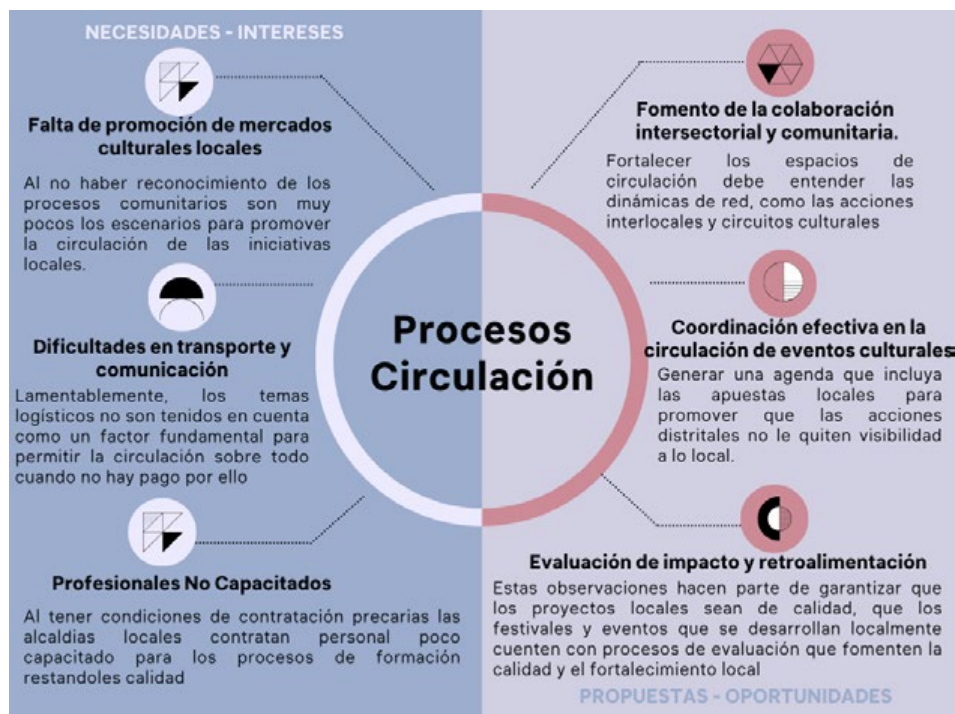 NECESIDADES - INTERESES
Falta de promoción de mercados
culturales locales
Al no haber reconocimiento de los
procesos comunitarios son muy
pocos los escenarios para promover
la circulación de las iniciativas
locales.
Dificultades en transporte y
comunicación
Lamentablemente, los temas
logísticos no son tenidos en cuenta
como un factor fundamental para
permitir la circulación sobre todo
cuando no hay pago por ello
Profesionales No Capacitados
Al tener condiciones de contratación precarias las
alcaldias locales contratan personal poco
capacitado para los procesos de formación
restandoles calidad
Procesos
Circulación
Fomento de la colaboración
intersectorial y comunitaria.
Fortalecer los espacios de
circulación debe entender las
dinámicas de red, como las acciones
interlocales y circuitos culturales
Coordinación efectiva en la
circulación de eventos culturales
Generar una agenda que incluya
las apuestas locales para
promover que las acciones
distritales no le quiten visibilidad
a lo local.
Evaluación de impacto y retroalimentación
Estas observaciones hacen parte de garantizar que
los proyectos locales sean de calidad, que los
festivales y eventos que se desarrollan localmente
cuenten con procesos de evaluación que fomenten la
calidad y el fortalecimiento local
PROPUESTAS - OPORTUNIDADES